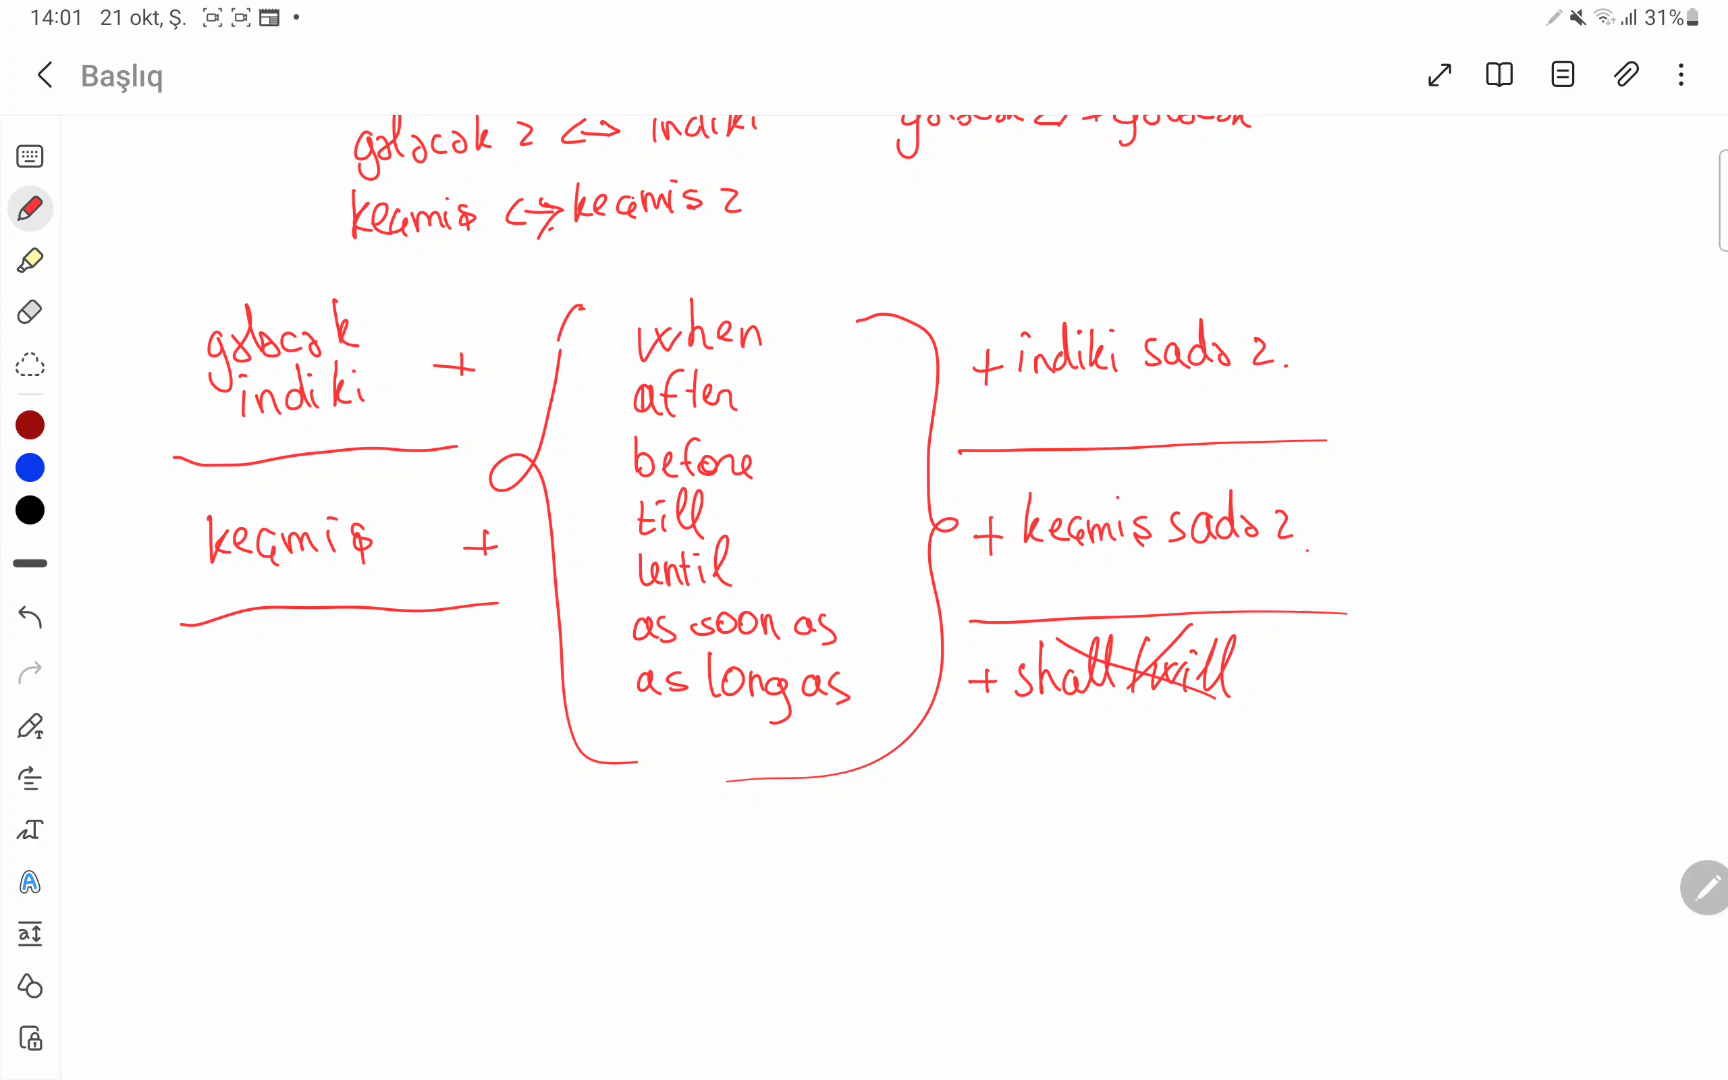 14:01 21 okt, Ş. 31%
Başlıq
gələcək z <-> indiki
keçmiş <-> keçmis z
gələcək indiki + when + indiki sadə z.
after
before
till
keçmiş + until + keçmiş sadə z.
as soon as
as long as + shall/will